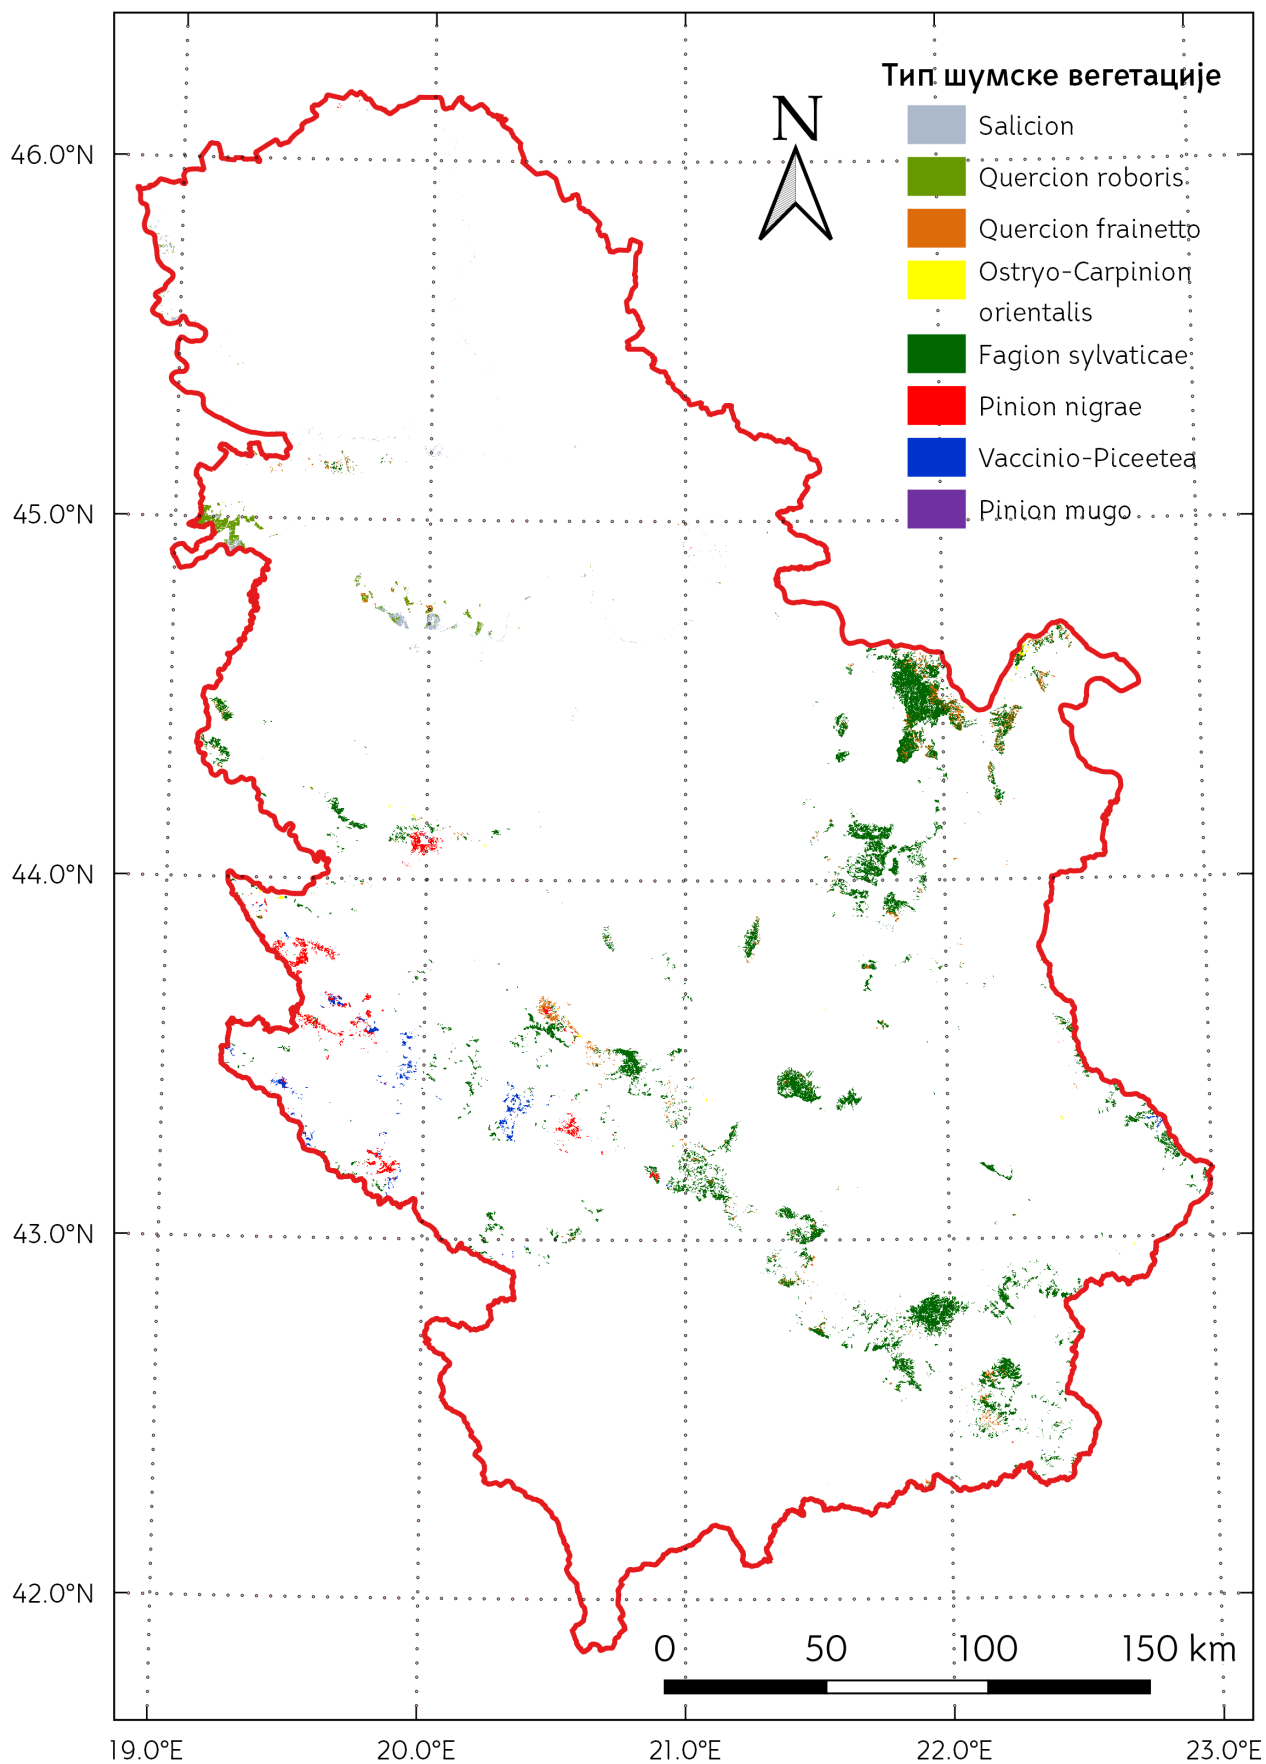 Тип шумске вегетације
N
Salicion
Quercion roboris
Quercion frainetto
Ostryo-Carpinion
orientalis
Fagion sylvaticae
Pinion nigrae
Vaccinio-Piceetea
Pinion mugo
46.0°N
45.0°N
44.0°N
43.0°N
42.0°N
0 50 100 150 km
19.0°E 20.0°E 21.0°E 22.0°E 23.0°E